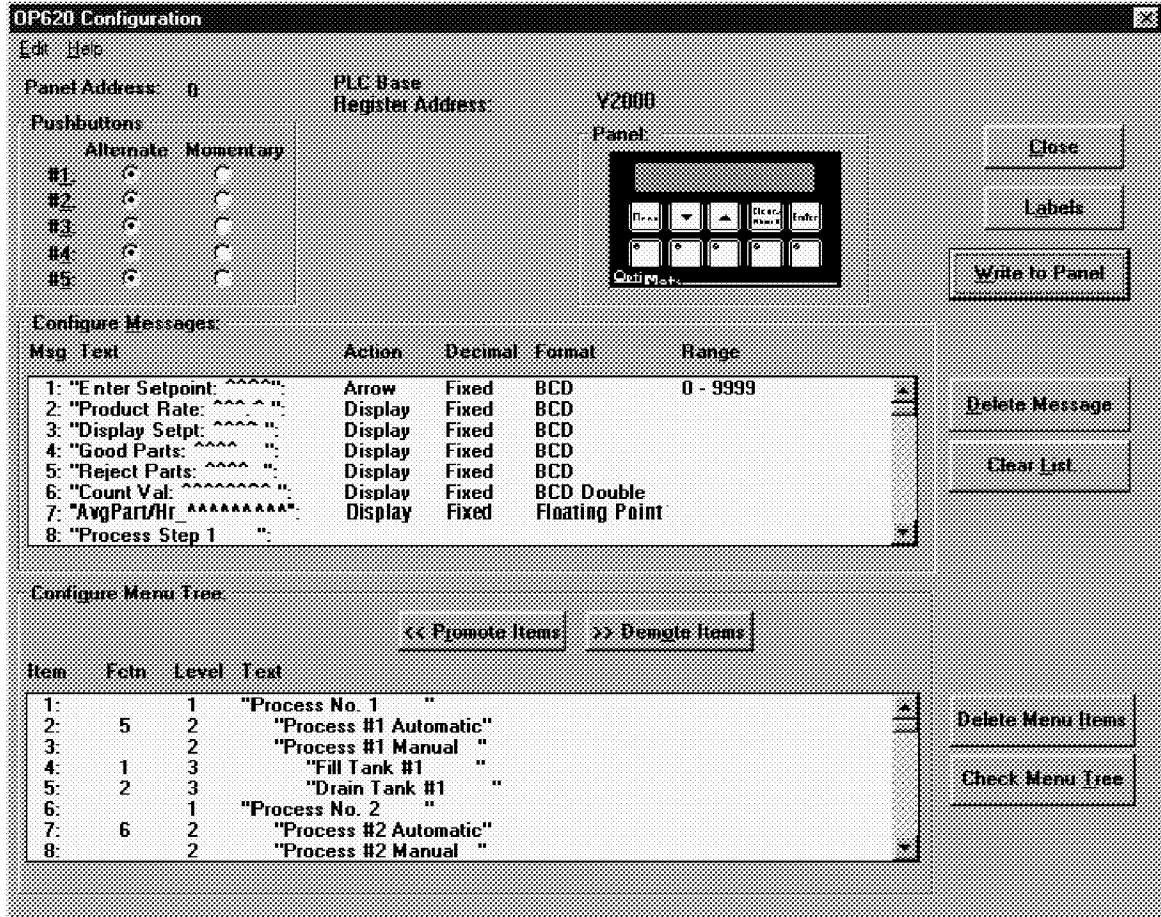 OP620 Configuration
Edit Help
Panel Address: 0
PLC Base
Register Address: V2000
Pushbuttons
Alternate Momentary
#1
#2
#3
#4
#5
Panel:
Menu
Clear
Enter
Opti Mate
Close
Labels
Write to Panel
Configure Messages:
Msg Text Action Decimal Format Range
1: "Enter Setpoint: ^^^^": Arrow Fixed BCD 0 - 9999
2: "Product Rate: ^^^.^ ": Display Fixed BCD
3: "Display Setpt: ^^^^ ": Display Fixed BCD
4: "Good Parts: ^^^^ ": Display Fixed BCD
5: "Reject Parts: ^^^^ ": Display Fixed BCD
6: "Count Val: ^^^^^^^^ ": Display Fixed BCD Double
7: "AvgPart/Hr_^^^^^^^^^": Display Fixed Floating Point
8: "Process Step 1 ":
Delete Message
Clear List
Configure Menu Tree:
<< Promote Items >> Demote Items
Item Fctn Level Text
1: 1 "Process No. 1 "
2: 5 2 "Process #1 Automatic"
3: 2 "Process #1 Manual "
4: 1 3 "Fill Tank #1 "
5: 2 3 "Drain Tank #1 "
6: 1 "Process No. 2 "
7: 6 2 "Process #2 Automatic"
8: 2 "Process #2 Manual "
Delete Menu Items
Check Menu Tree